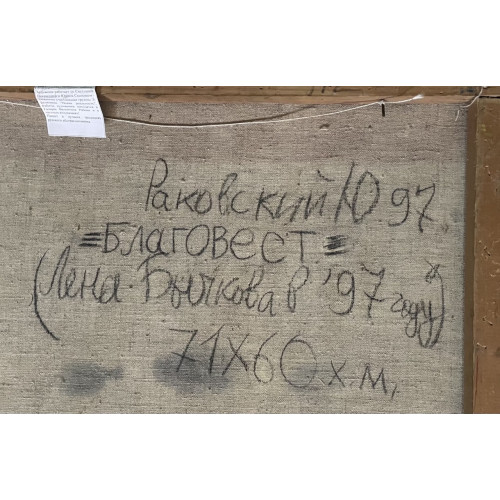 Раковский Ю. 97.
=Благовест.=
(Лена Бычкова в '97 году)
71Х60.х.м,